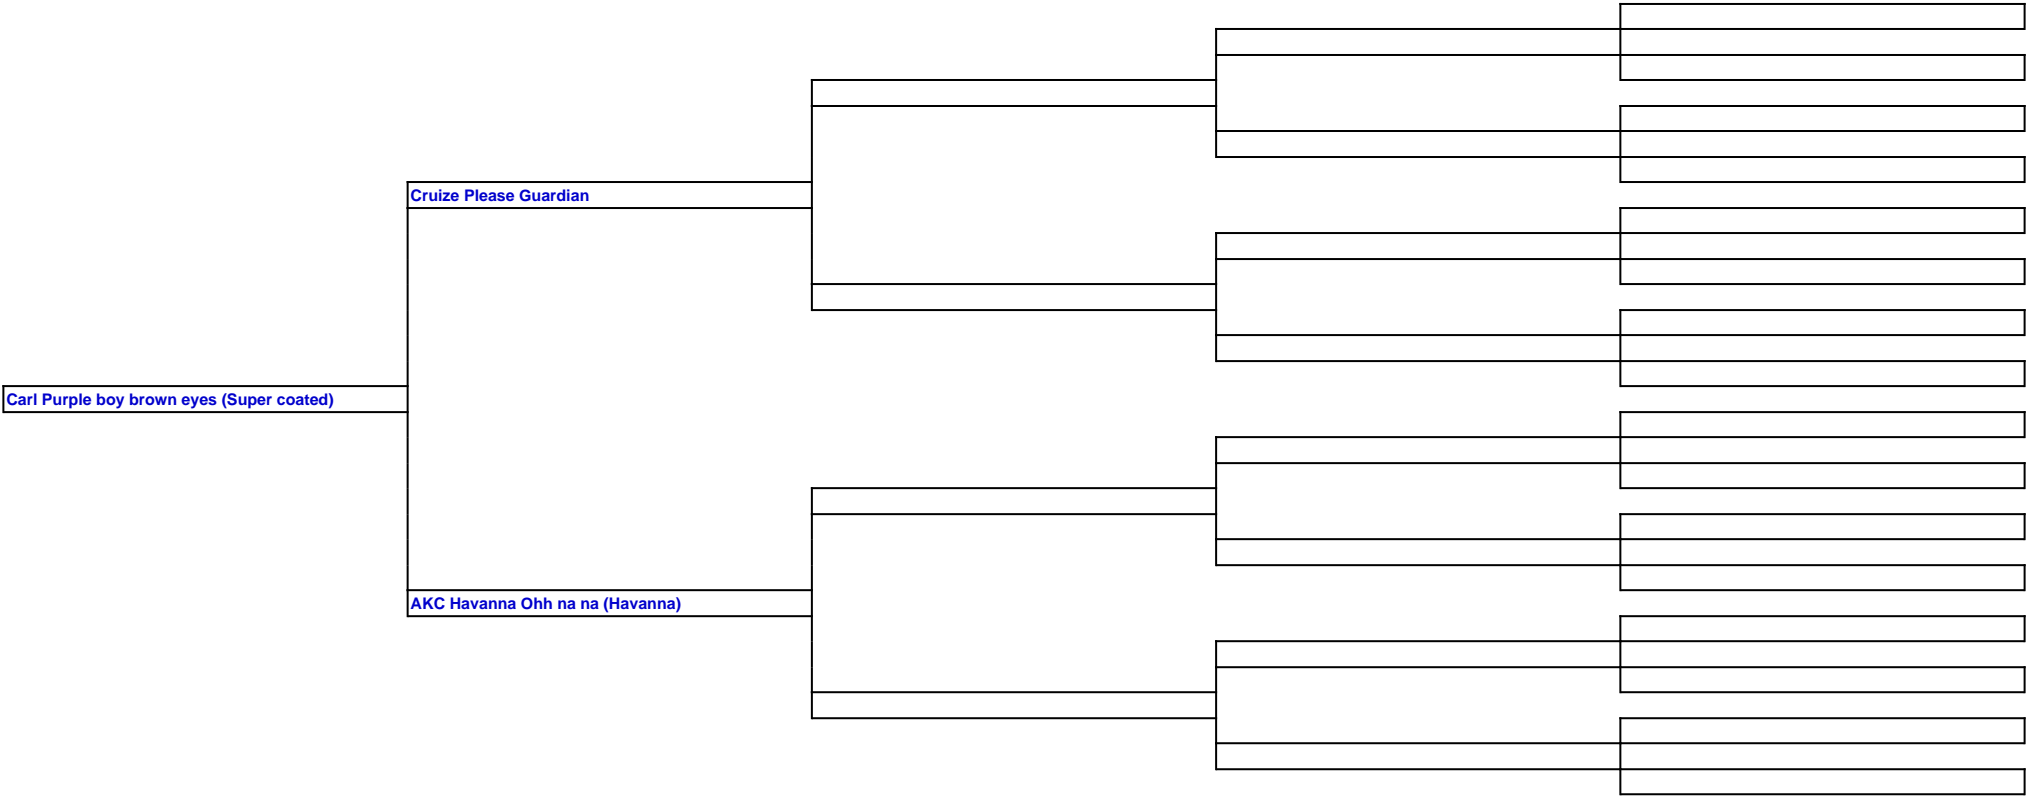 Cruize Please Guardian
Carl Purple boy brown eyes (Super coated)
AKC Havanna Ohh na na (Havanna)